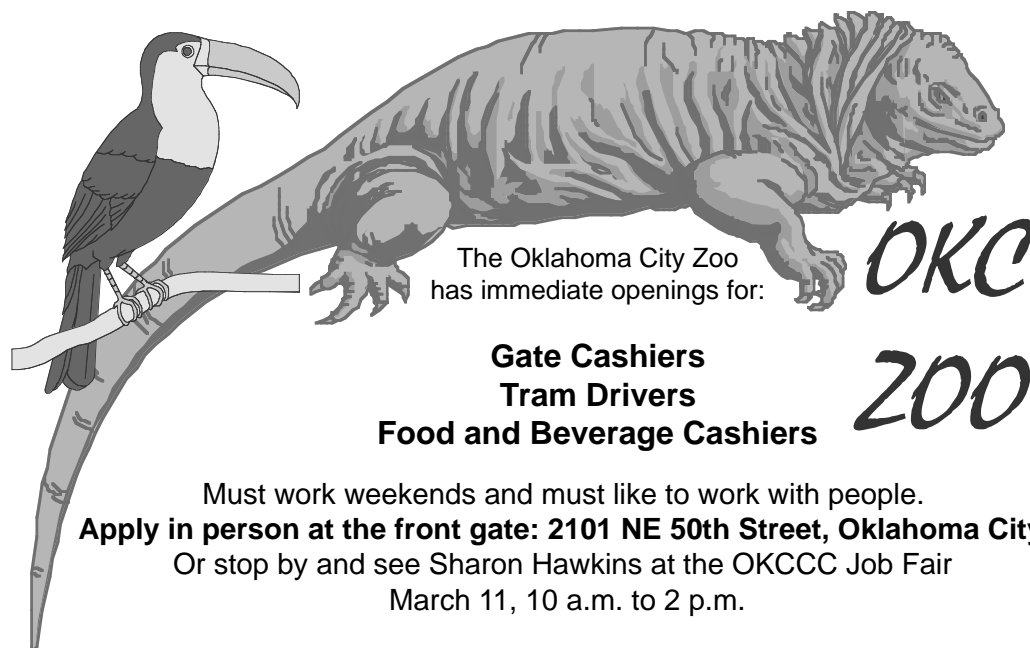 The Oklahoma City Zoo
has immediate openings for:
OKC
ZOO
Gate Cashiers
Tram Drivers
Food and Beverage Cashiers
Must work weekends and must like to work with people.
Apply in person at the front gate: 2101 NE 50th Street, Oklahoma City
Or stop by and see Sharon Hawkins at the OKCCC Job Fair
March 11, 10 a.m. to 2 p.m.